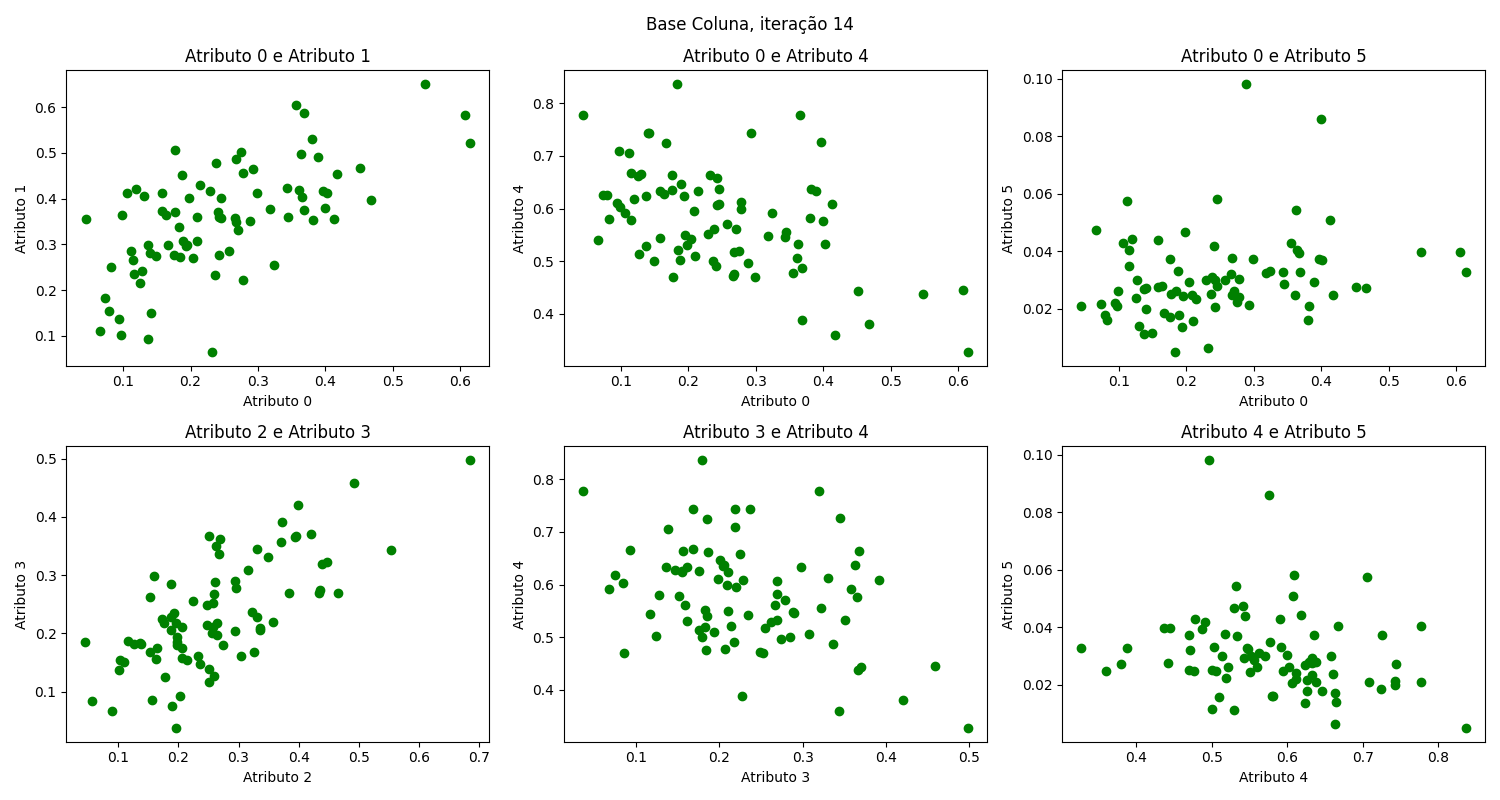 Base Coluna, iteração 14
Atributo 0 e Atributo 1
Atributo 1
0.6
0.5
0.4
0.3
0.2
0.1
0.1 0.2 0.3 0.4 0.5 0.6
Atributo 0
Atributo 0 e Atributo 4
Atributo 4
0.8
0.7
0.6
0.5
0.4
0.1 0.2 0.3 0.4 0.5 0.6
Atributo 0
Atributo 0 e Atributo 5
Atributo 5
0.10
0.08
0.06
0.04
0.02
0.1 0.2 0.3 0.4 0.5 0.6
Atributo 0
Atributo 2 e Atributo 3
Atributo 3
0.5
0.4
0.3
0.2
0.1
0.1 0.2 0.3 0.4 0.5 0.6 0.7
Atributo 2
Atributo 3 e Atributo 4
Atributo 4
0.8
0.7
0.6
0.5
0.4
0.1 0.2 0.3 0.4 0.5
Atributo 3
Atributo 4 e Atributo 5
Atributo 5
0.10
0.08
0.06
0.04
0.02
0.4 0.5 0.6 0.7 0.8
Atributo 4